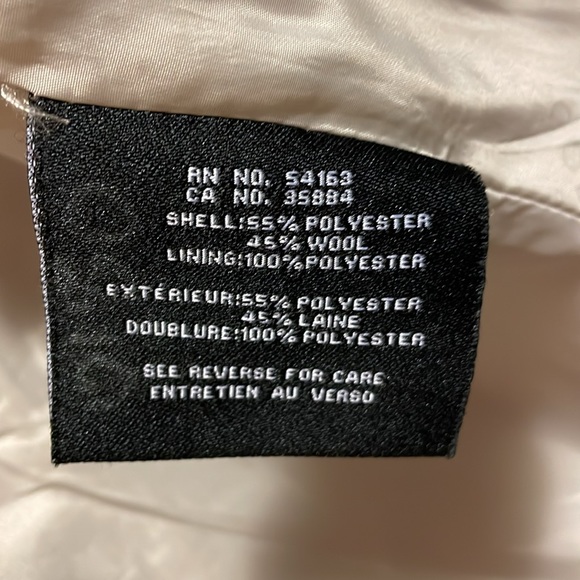 RN NO. 54163
CA NO. 35884
SHELL:55% POLYESTER
45% WOOL
LINING:100% POLYESTER
EXTÉRIEUR:55% POLYESTER
45% LAINE
DOUBLURE:100% POLYESTER
SEE REVERSE FOR CARE
ENTRETIEN AU VERSO